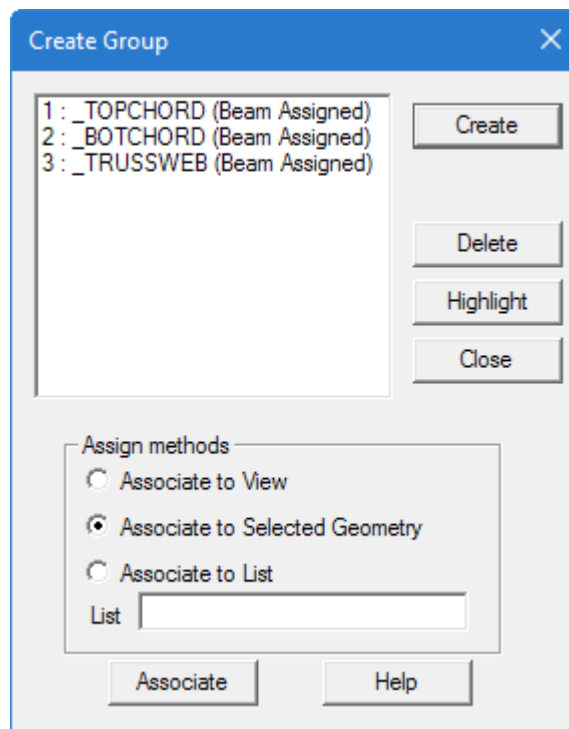 Create Group
1 : _TOPCHORD (Beam Assigned)
2 : _BOTCHORD (Beam Assigned)
3 : _TRUSSWEB (Beam Assigned)
Create
Delete
Highlight
Close
Assign methods
Associate to View
Associate to Selected Geometry
Associate to List
List
Associate
Help